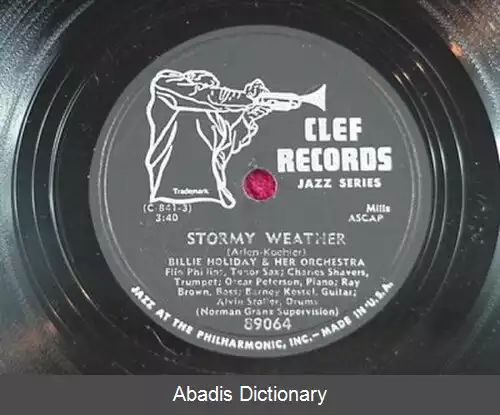 CLEF
RECORDS
JAZZ SERIES
Trademark
(C-841-3)
3:40
Mills
ASCAP
STORMY WEATHER
(Arlen-Koehler)
BILLIE HOLIDAY & HER ORCHESTRA
Flip Phillips, Tenor Sax; Charles Shavers,
Trumpet; Oscar Peterson, Piano; Ray
Brown, Bass; Barney Kessel, Guitar;
Alvin Stoller, Drums
(Norman Granz Supervision)
89064
JAZZ AT THE PHILHARMONIC, INC.—MADE IN U.S.A.
Abadis Dictionary